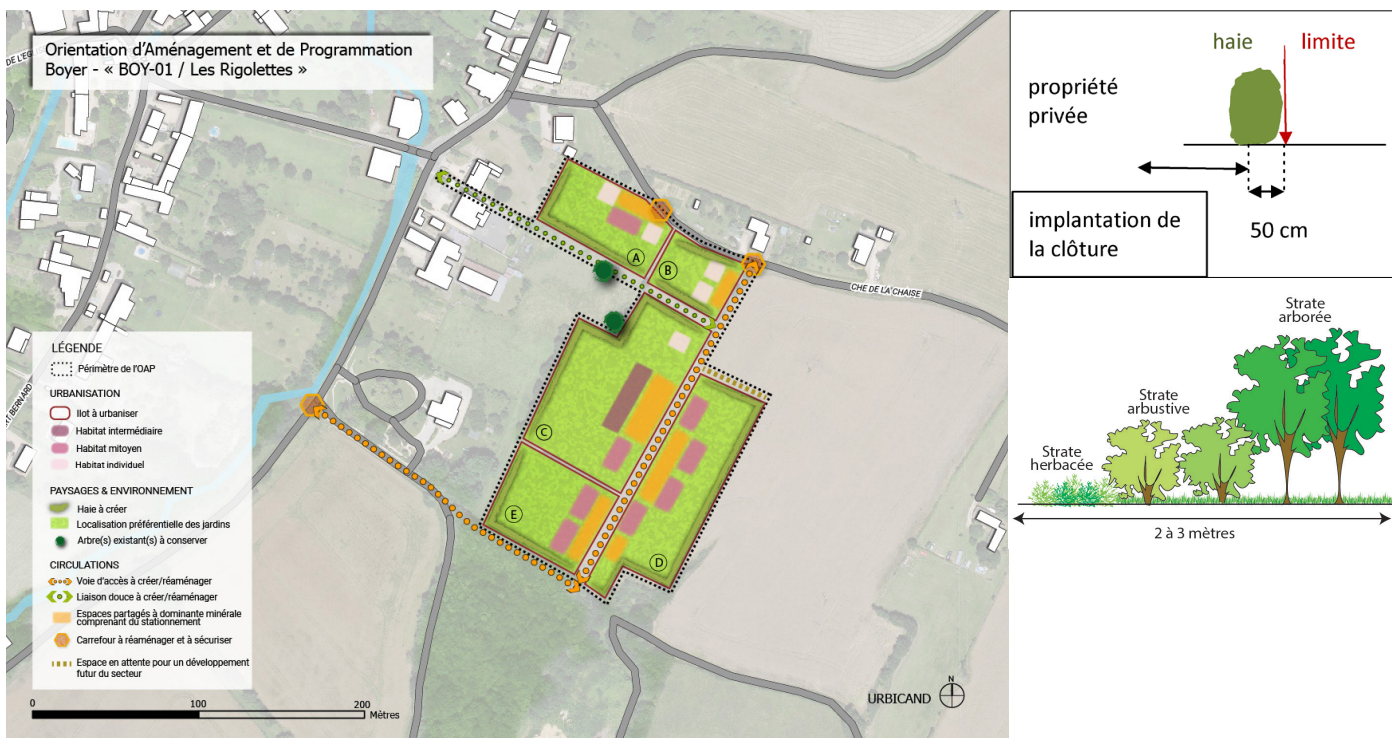 Orientation d'Aménagement et de Programmation
Boyer - « BOY-01 / Les Rigolettes »
A
B
C
D
E
CHE DE LA CHAISE
LÉGENDE
Périmètre de l'OAP
URBANISATION
Ilot à urbaniser
Habitat intermédiaire
Habitat mitoyen
Habitat individuel
PAYSAGES & ENVIRONNEMENT
Haie à créer
Localisation préférentielle des jardins
Arbre(s) existant(s) à conserver
CIRCULATIONS
Voie d'accès à créer/réaménager
Liaison douce à créer/réaménager
Espaces partagés à dominante minérale
comprenant du stationnement
Carrefour à réaménager et à sécuriser
Espace en attente pour un développement
futur du secteur
0
100
200
Mètres
URBICAND
N
haie
limite
propriété
privée
implantation de
la clôture
50 cm
Strate
arborée
Strate
arbustive
Strate
herbacée
2 à 3 mètres